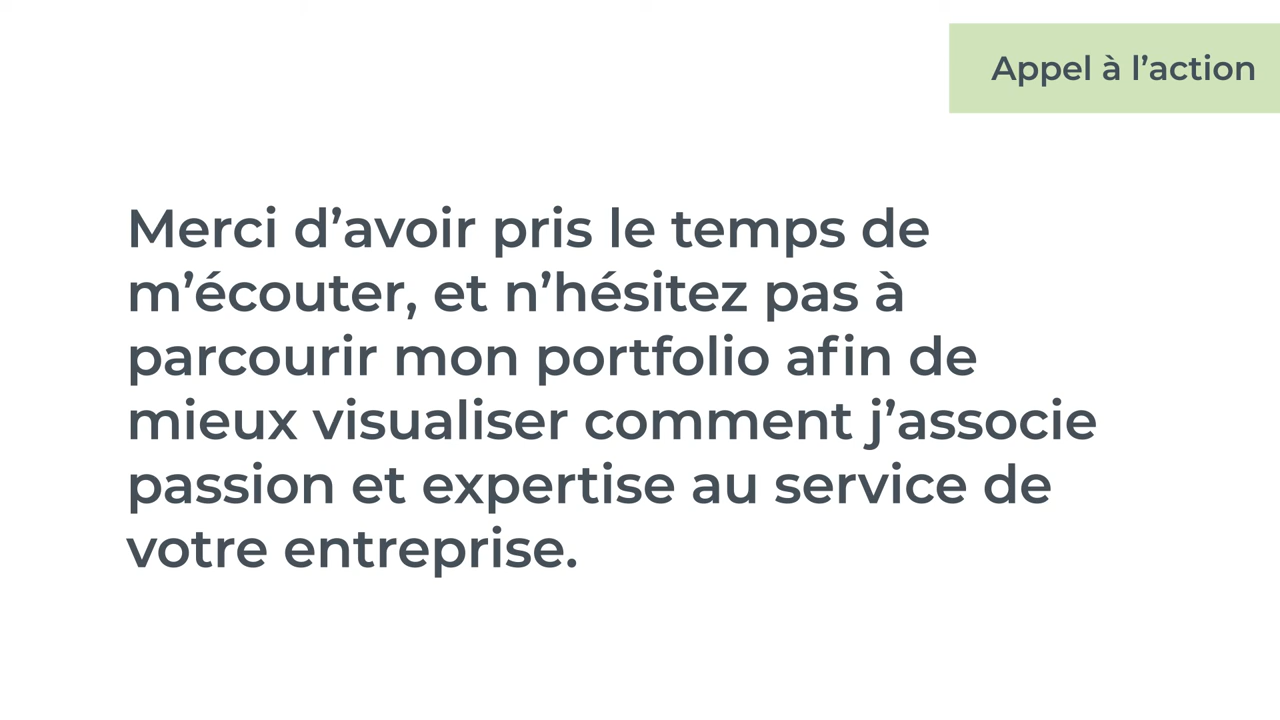 Appel à l’action
Merci d’avoir pris le temps de
m’écouter, et n’hésitez pas à
parcourir mon portfolio afin de
mieux visualiser comment j’associe
passion et expertise au service de
votre entreprise.